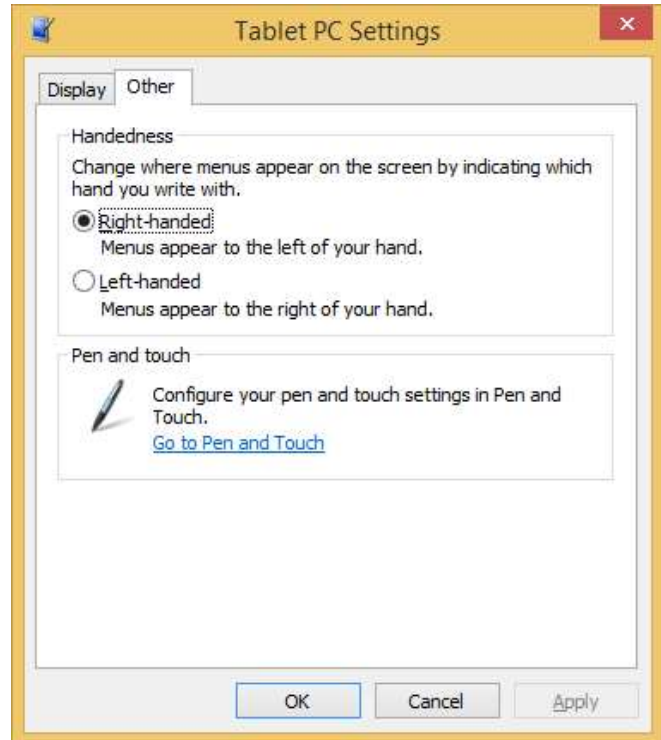 Tablet PC Settings
Display
Other
Handedness
Change where menus appear on the screen by indicating which
hand you write with.
Right-handed
Menus appear to the left of your hand.
Left-handed
Menus appear to the right of your hand.
Pen and touch
Configure your pen and touch settings in Pen and
Touch.
Go to Pen and Touch
OK
Cancel
Apply